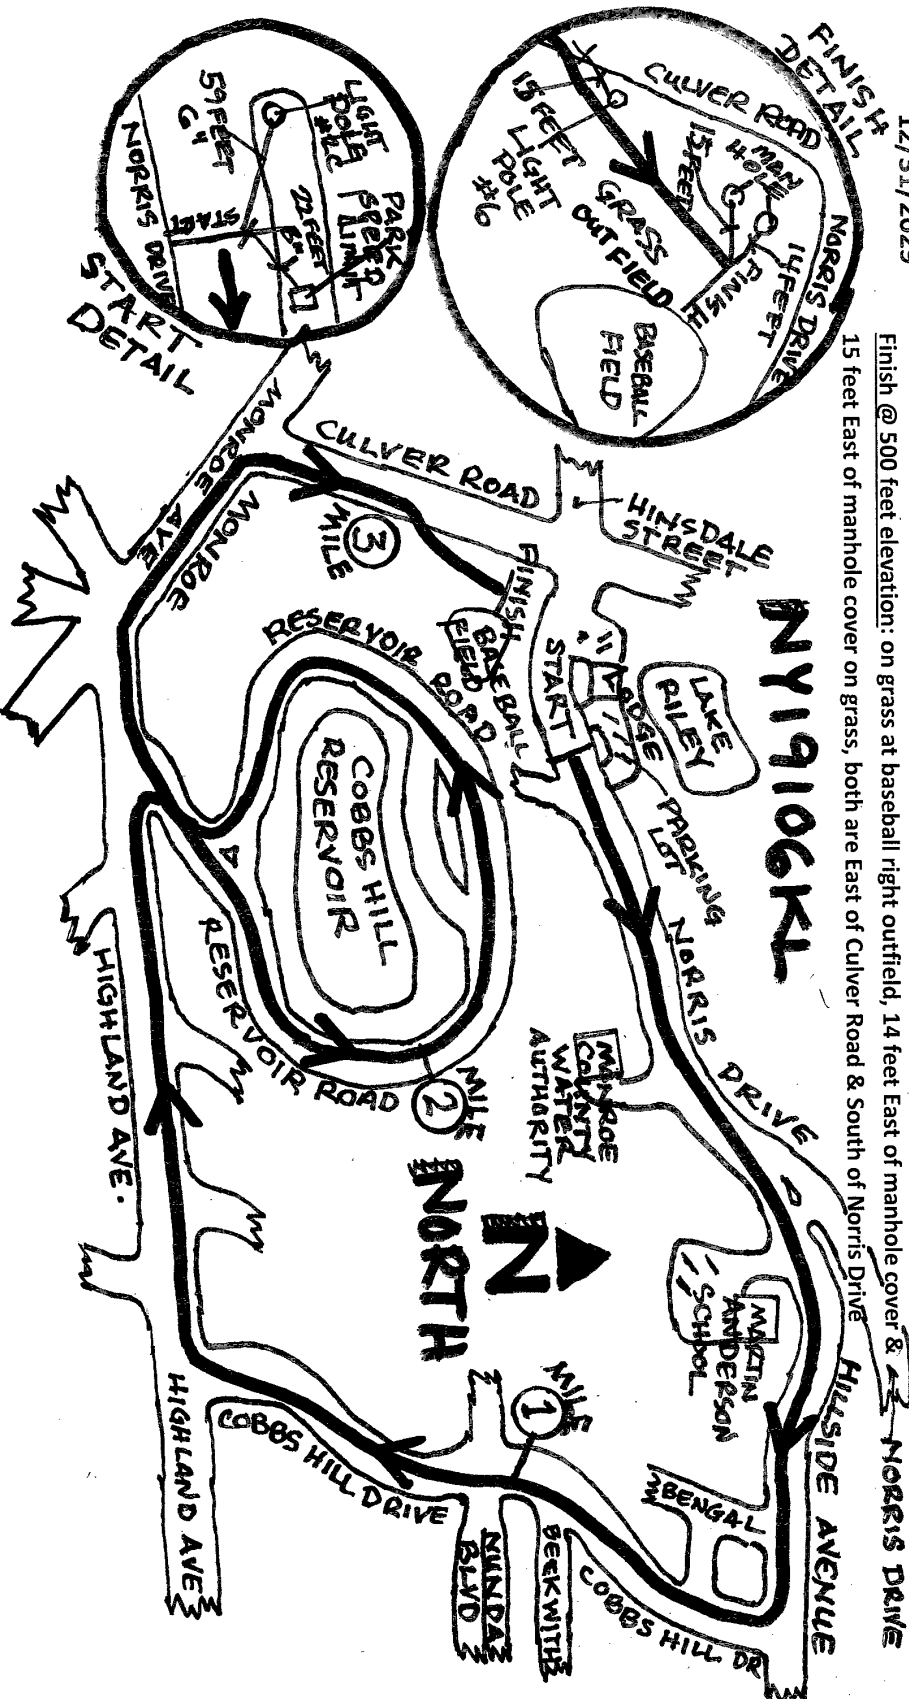 12/31/2029
Finish @ 500 feet elevation: on grass at baseball right outfield, 14 feet East of manhole cover &
15 feet East of manhole cover on grass, both are East of Culver Road & South of Norris Drive
NORRIS DRIVE
HILLSIDE AVENUE
NY19106KL
FINISH
DETAIL
CULVER ROAD
NORRIS DRIVE
MAN
HOLE
15 FEET
14 FEET
FINISH
15 FEET
LIGHT
POLE
#6
GRASS
OUTFIELD
BASEBALL
FIELD
START
DETAIL
LIGHT
POLE
PARK
SPEED
LIMIT
22 FEET
59 FEET
START
NORRIS DRIVE
HINSDALE
STREET
CULVER ROAD
MONROE AVE
MONROE
3
MILE
FINISH
BASEBALL
FIELD
START
LODGE
LAKE
RILEY
PARKING
LOT
NORRIS DRIVE
RESERVOIR
ROAD
COBBS HILL
RESERVOIR
RESERVOIR ROAD
2
MILE
MONROE
COUNTY
WATER
AUTHORITY
N
NORTH
MARTIN
ANDERSON
SCHOOL
1
MILE
BENGAL
COBBS HILL DR
BECKWITH
NUNDA
BLVD
COBBS HILL DRIVE
HIGHLAND AVE.
HIGHLAND AVE